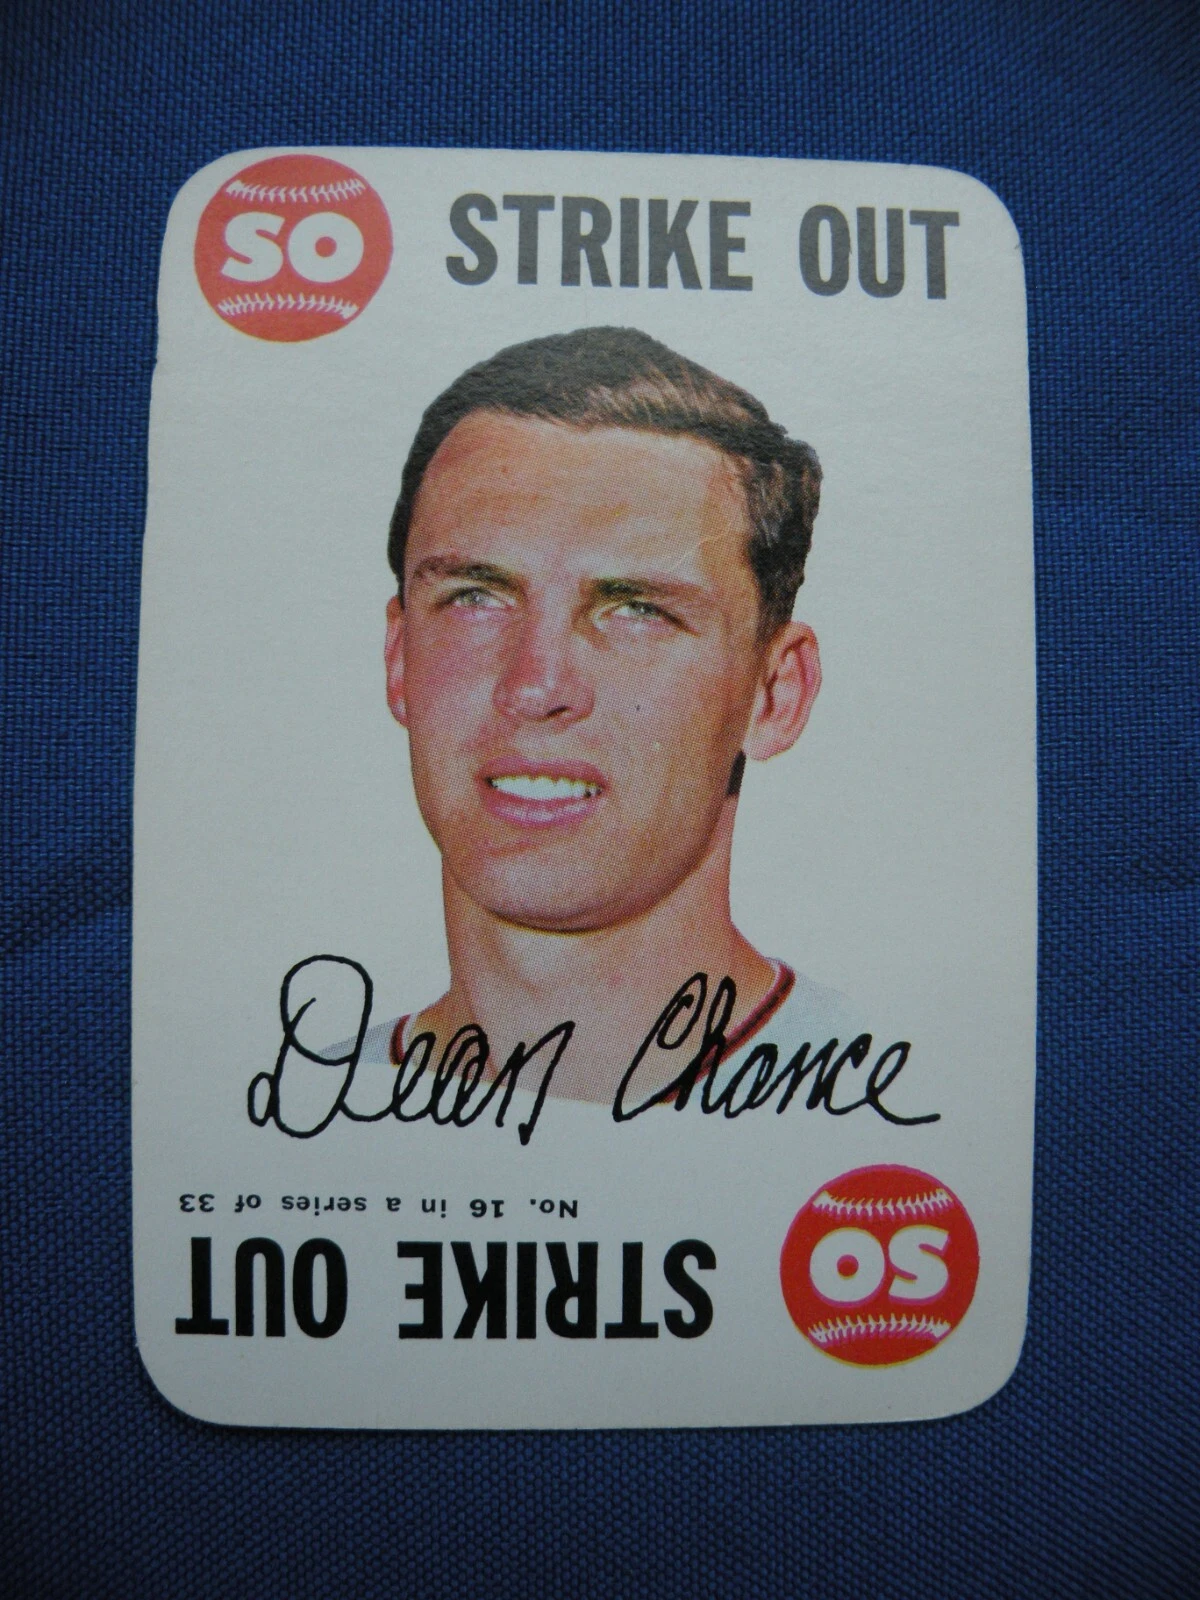 SO
STRIKE OUT
Dean Chance
No. 16 in a series of 33
STRIKE OUT
SO